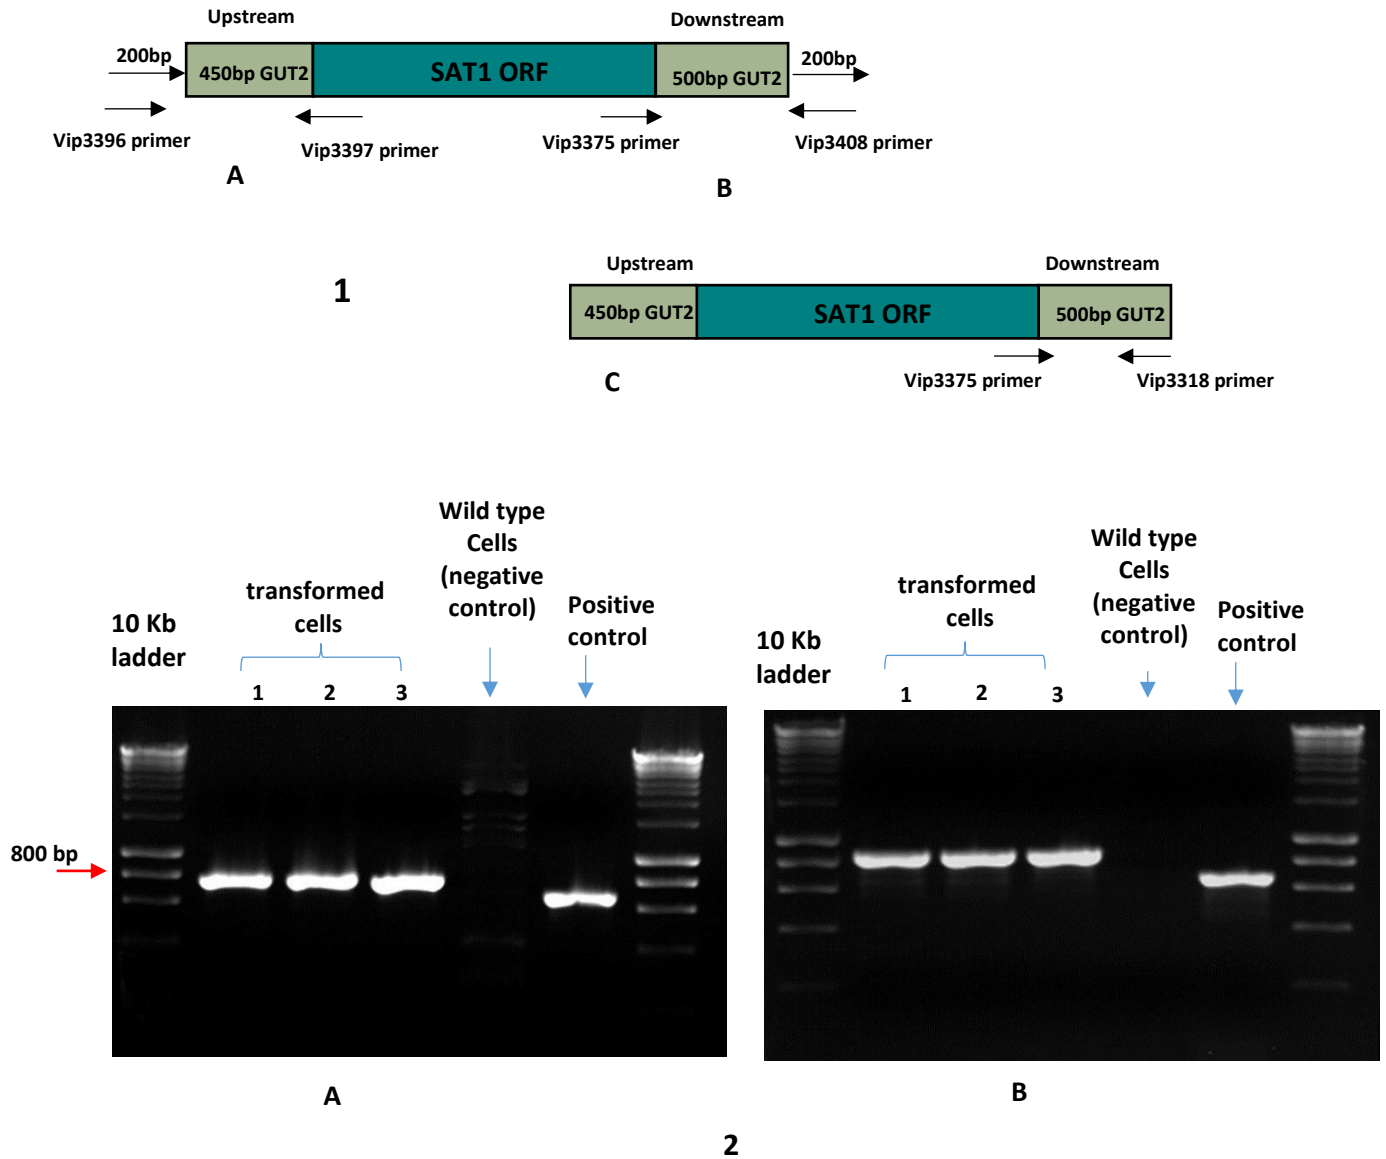 Upstream
Downstream
200bp
450bp GUT2
SAT1 ORF
500bp GUT2
200bp
Vip3396 primer
Vip3397 primer
Vip3375 primer
Vip3408 primer
A
B
1
Upstream
Downstream
450bp GUT2
SAT1 ORF
500bp GUT2
C
Vip3375 primer
Vip3318 primer
10 Kb
ladder
transformed
cells
Wild type
Cells
(negative
control)
Positive
control
1
2
3
800 bp
A
10 Kb
ladder
transformed
cells
Wild type
Cells
(negative
control)
Positive
control
1
2
3
B
2